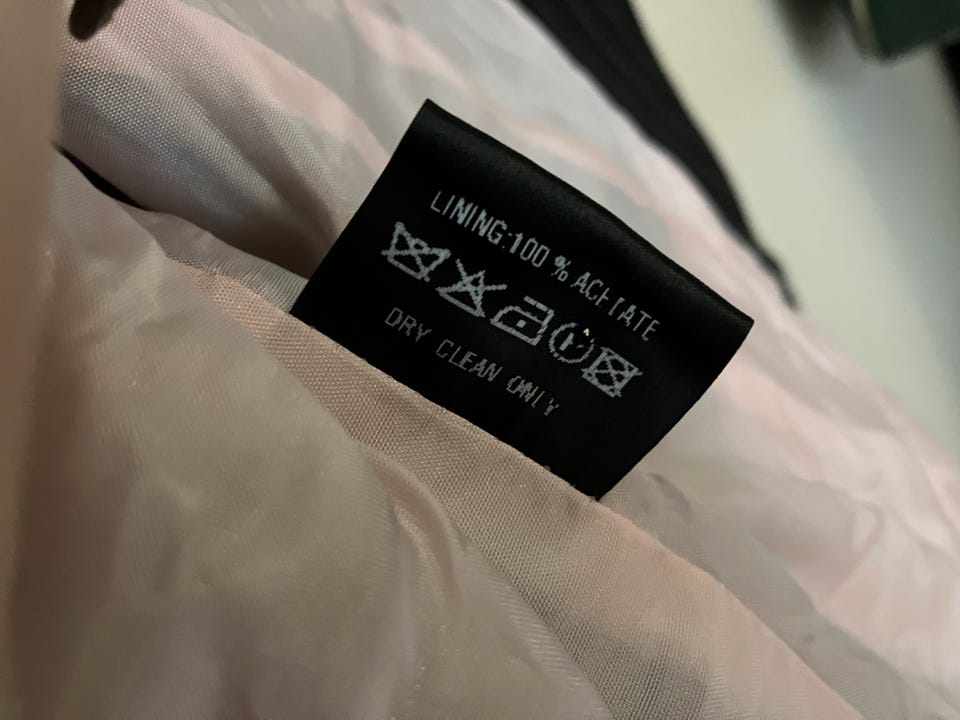 LINING:100 % ACETATE
DRY CLEAN ONLY